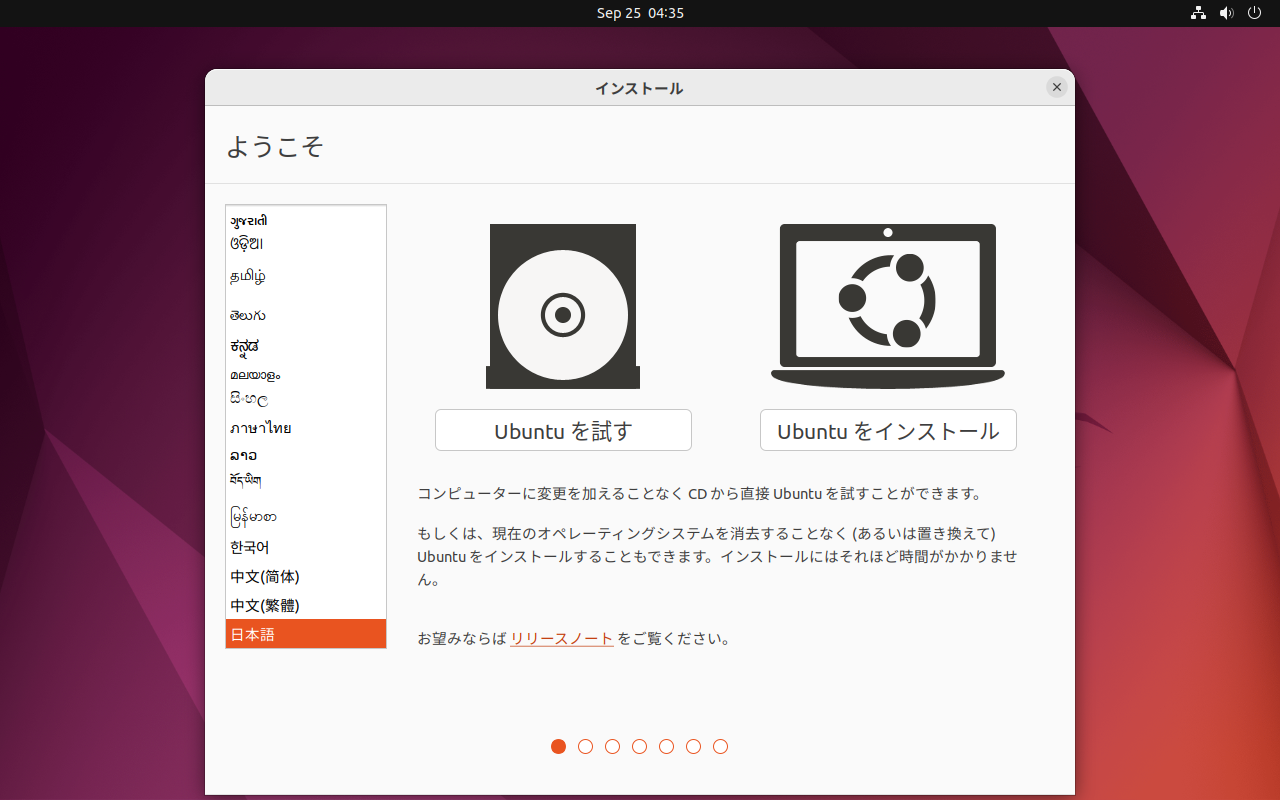 Sep 25 04:35
インストール
ようこそ
ગુજરાતી
ଓଡ଼ିଆ
தமிழ்
తెలుగు
ಕನ್ನಡ
മലയാളം
සිංහල
ภาษาไทย
ລາວ
བོད་ཡིག
မြန်မာစာ
한국어
中文(简体)
中文(繁體)
日本語
Ubuntu を試す
Ubuntu をインストール
コンピューターに変更を加えることなく CD から直接 Ubuntu を試すことができます。
もしくは、現在のオペレーティングシステムを消去することなく (あるいは置き換えて)
Ubuntu をインストールすることもできます。インストールにはそれほど時間がかかりませ
ん。
お望みならば リリースノート をご覧ください。